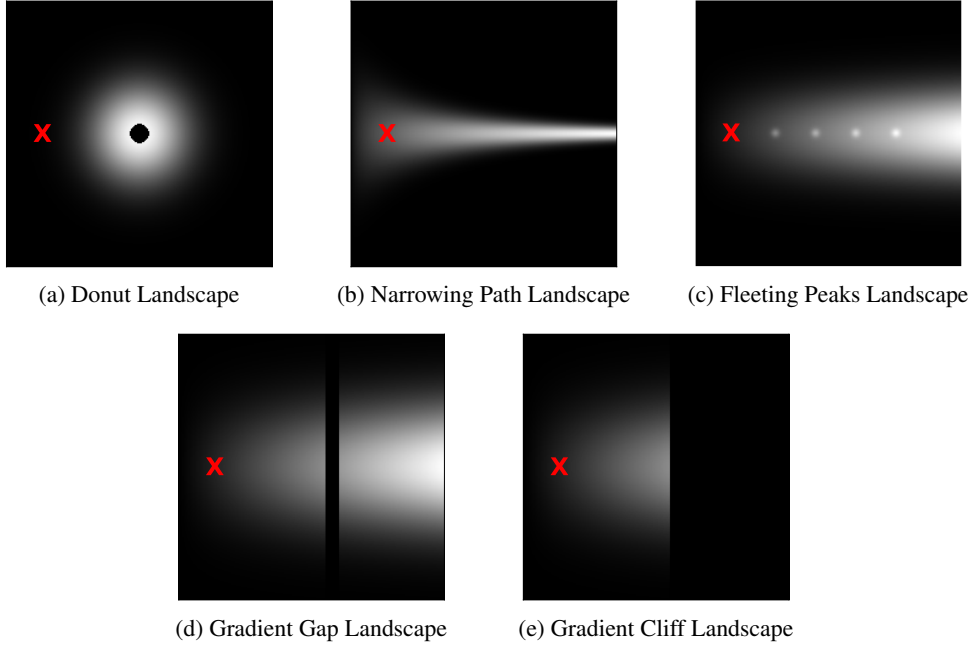 X
X
X
(a) Donut Landscape
(b) Narrowing Path Landscape
(c) Fleeting Peaks Landscape
X
X
(d) Gradient Gap Landscape
(e) Gradient Cliff Landscape